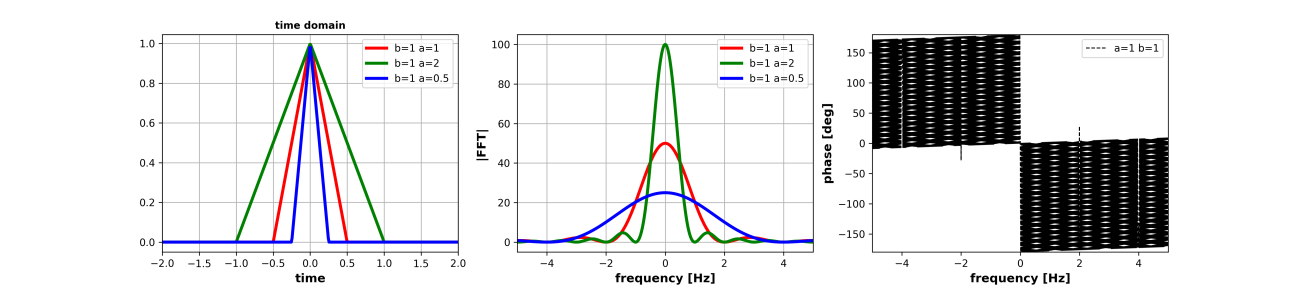 time domain
1.0
0.8
0.6
0.4
0.2
0.0
−2.0 −1.5 −1.0 −0.5 0.0 0.5 1.0 1.5 2.0
time
b=1 a=1
b=1 a=2
b=1 a=0.5
|FFT|
100
80
60
40
20
0
−4 −2 0 2 4
frequency [Hz]
b=1 a=1
b=1 a=2
b=1 a=0.5
phase [deg]
150
100
50
0
−50
−100
−150
−4 −2 0 2 4
frequency [Hz]
a=1 b=1